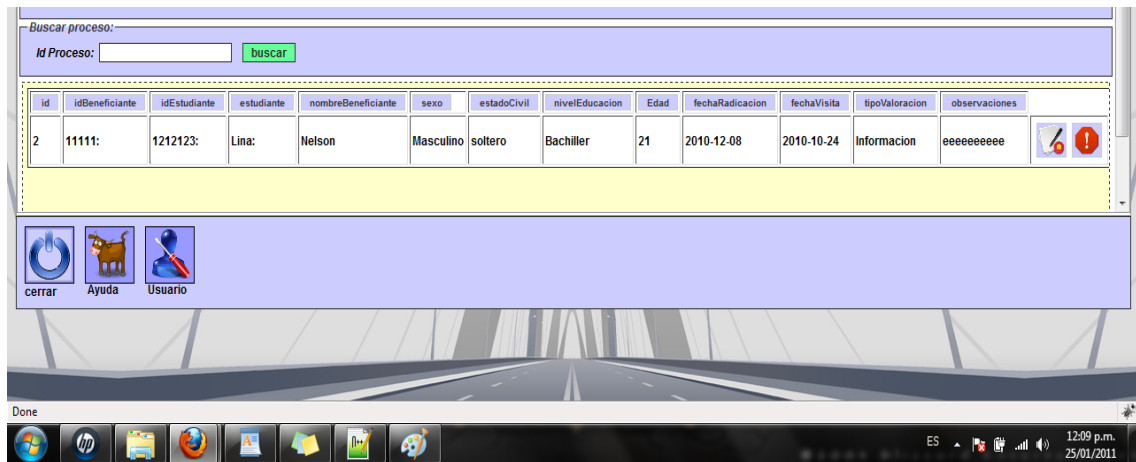 Buscar proceso:
Id Proceso: buscar
id idBeneficiante idEstudiante estudiante nombreBeneficiante sexo estadoCivil nivelEducacion Edad fechaRadicacion fechaVisita tipoValoracion observaciones
2 11111: 1212123: Lina: Nelson Masculino soltero Bachiller 21 2010-12-08 2010-10-24 Informacion eeeeeeeeee
cerrar Ayuda Usuario
Done
hp A N++ ES 12:09 p.m.
25/01/2011